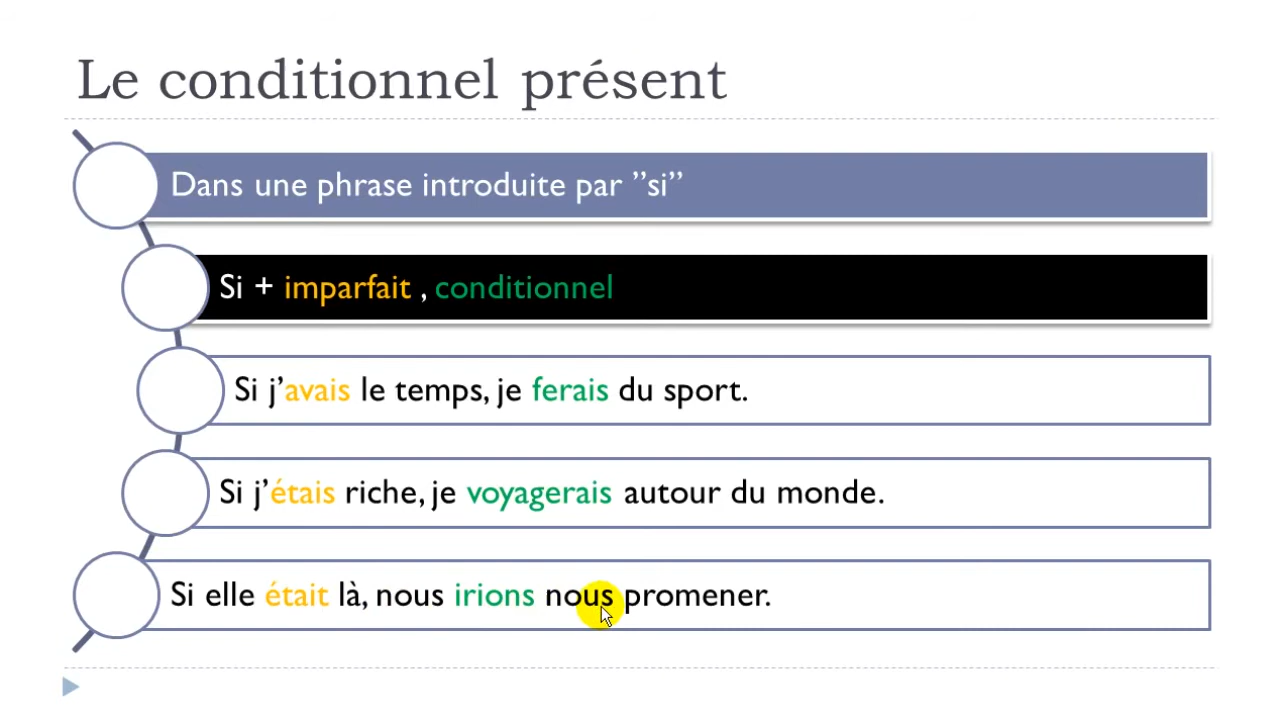 Le conditionnel présent
Dans une phrase introduite par ”si”
Si + imparfait , conditionnel
Si j’avais le temps, je ferais du sport.
Si j’étais riche, je voyagerais autour du monde.
Si elle était là, nous irions nous promener.